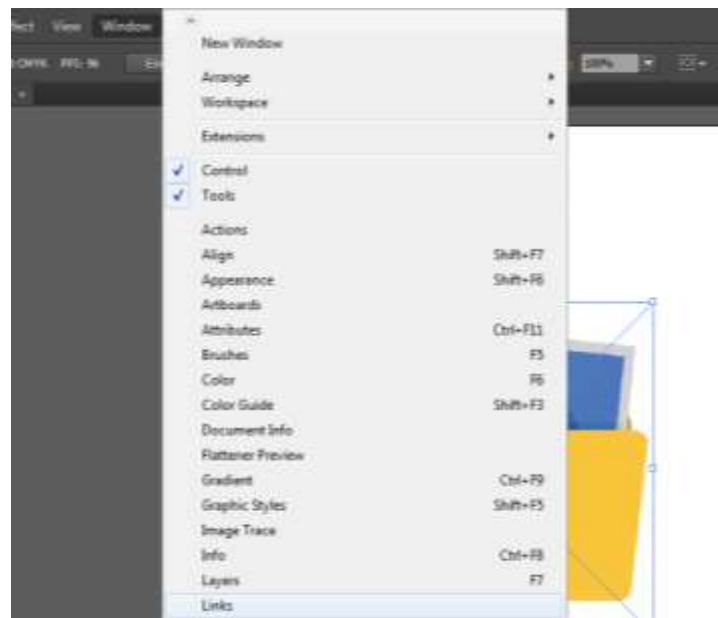 View Window
New Window
100%
Arrange
Workspace
Extensions
Control
Tools
Actions
Align Shift+F7
Appearance Shift+F6
Artboards
Attributes Ctrl+F11
Brushes F5
Color F6
Color Guide Shift+F3
Document Info
Flattener Preview
Gradient Ctrl+F9
Graphic Styles Shift+F5
Image Trace
Info Ctrl+F8
Layers F7
Links